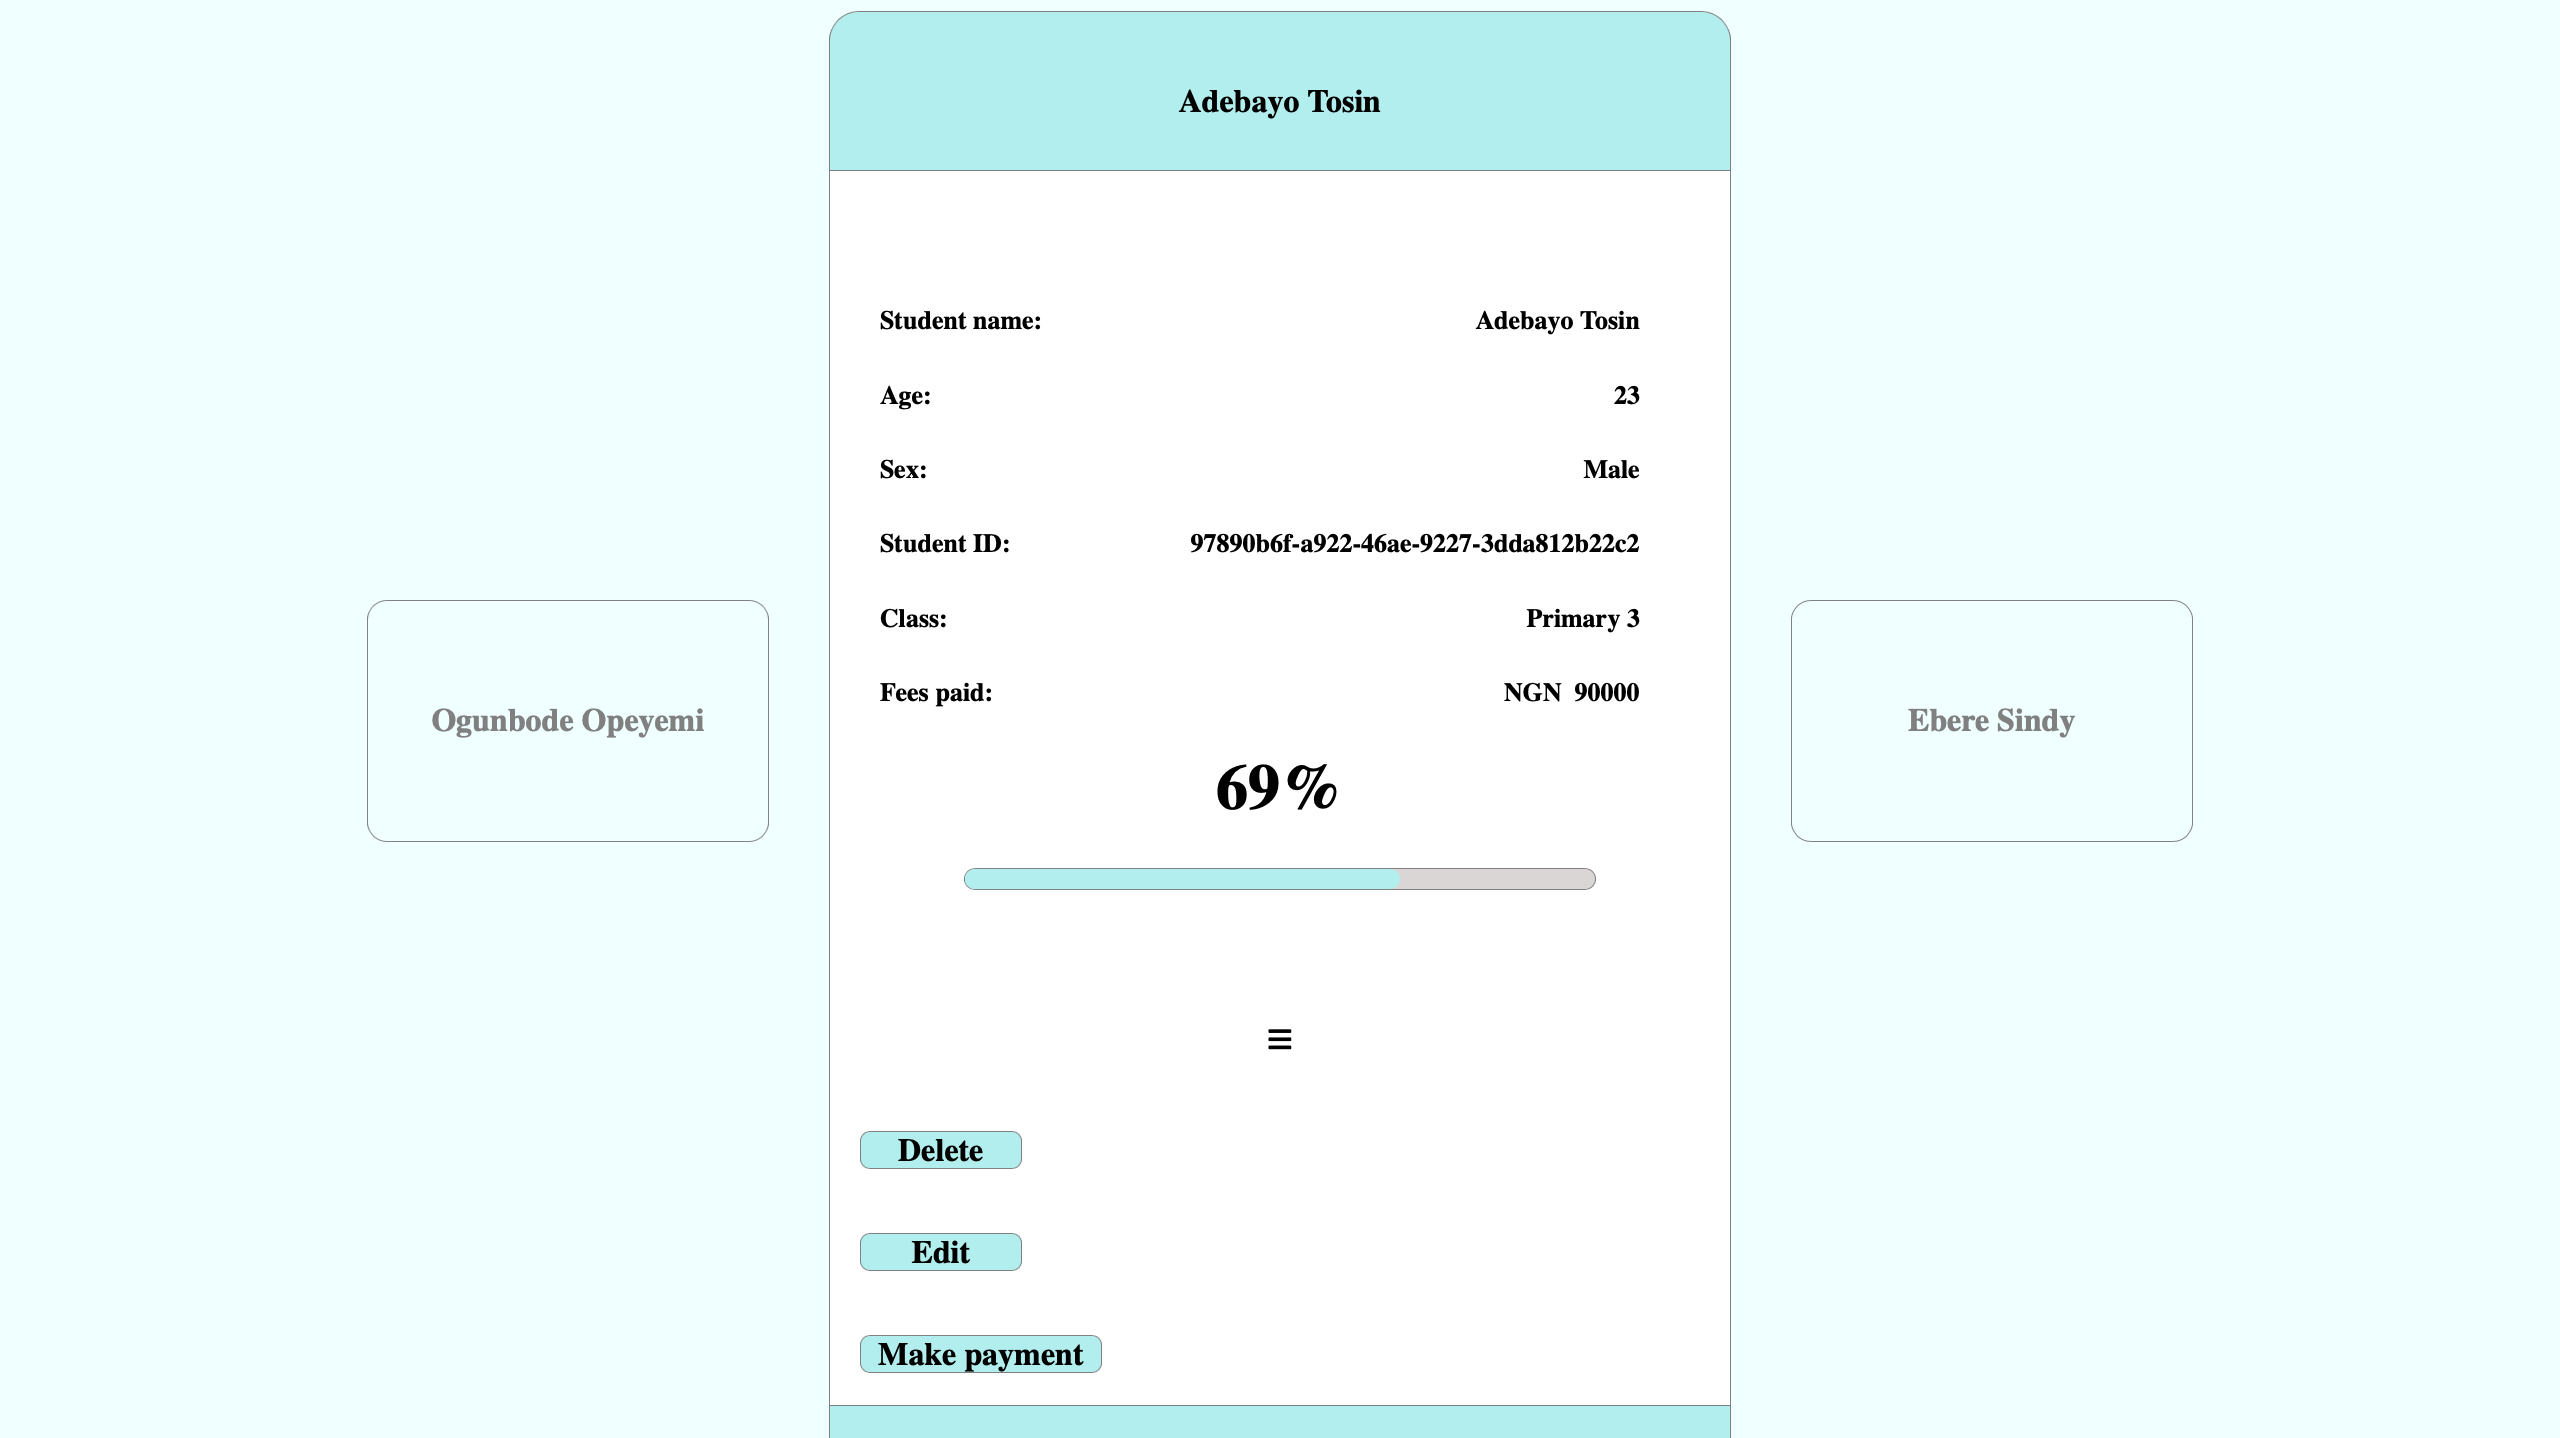 Adebayo Tosin
Student name: Adebayo Tosin
Age: 23
Sex: Male
Student ID: 97890b6f-a922-46ae-9227-3dda812b22c2
Class: Primary 3
Fees paid: NGN 90000
69%
Ogunbode Opeyemi
Ebere Sindy
Delete
Edit
Make payment